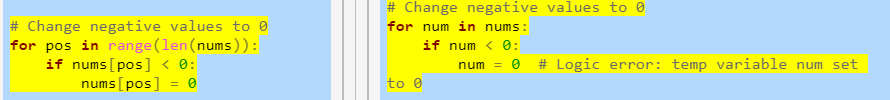 # Change negative values to 0
for pos in range(len(nums)):
    if nums[pos] < 0:
        nums[pos] = 0
# Change negative values to 0
for num in nums:
    if num < 0:
        num = 0  # Logic error: temp variable num set
to 0